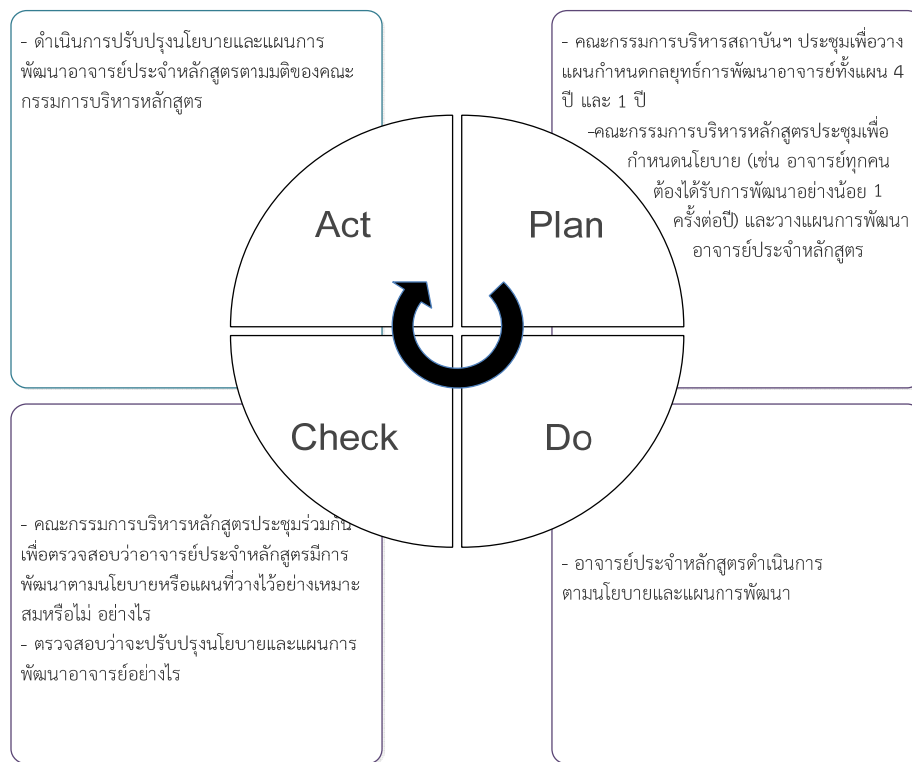 - ดำเนินการปรับปรุงนโยบายและแผนการ
พัฒนาอาจารย์ประจำหลักสูตรตามมติของคณะ
กรรมการบริหารหลักสูตร
- คณะกรรมการบริหารสถาบันฯ ประชุมเพื่อวาง
แผนกำหนดกลยุทธ์การพัฒนาอาจารย์ทั้งแผน 4
ปี และ 1 ปี
-คณะกรรมการบริหารหลักสูตรประชุมเพื่อ
กำหนดนโยบาย (เช่น อาจารย์ทุกคน
ต้องได้รับการพัฒนาอย่างน้อย 1
ครั้งต่อปี) และวางแผนการพัฒนา
อาจารย์ประจำหลักสูตร
Act
Plan
Check
Do
- คณะกรรมการบริหารหลักสูตรประชุมร่วมกัน
เพื่อตรวจสอบว่าอาจารย์ประจำหลักสูตรมีการ
พัฒนาตามนโยบายหรือแผนที่วางไว้อย่างเหมาะ
สมหรือไม่ อย่างไร
- ตรวจสอบว่าจะปรับปรุงนโยบายและแผนการ
พัฒนาอาจารย์อย่างไร
- อาจารย์ประจำหลักสูตรดำเนินการ
ตามนโยบายและแผนการพัฒนา